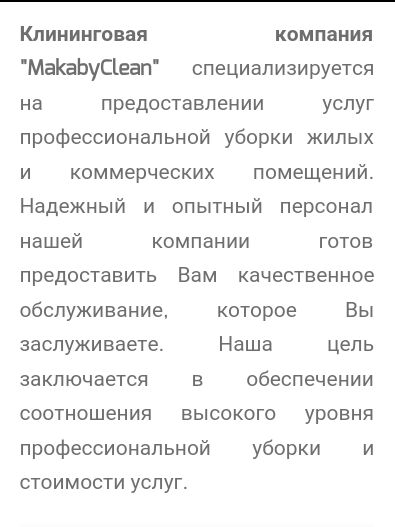 Клининговая компания
"MakabyClean" специализируется
на предоставлении услуг
профессиональной уборки жилых
и коммерческих помещений.
Надежный и опытный персонал
нашей компании готов
предоставить Вам качественное
обслуживание, которое Вы
заслуживаете. Наша цель
заключается в обеспечении
соотношения высокого уровня
профессиональной уборки и
стоимости услуг.